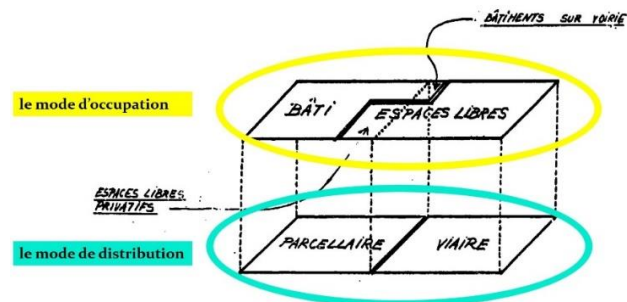 BÂTIMENTS SUR VOIRIE
le mode d'occupation
BÂTI
ESPACES LIBRES
ESPACES LIBRES
PRIVATIFS
PARCELLAIRE
VIAIRE
le mode de distribution